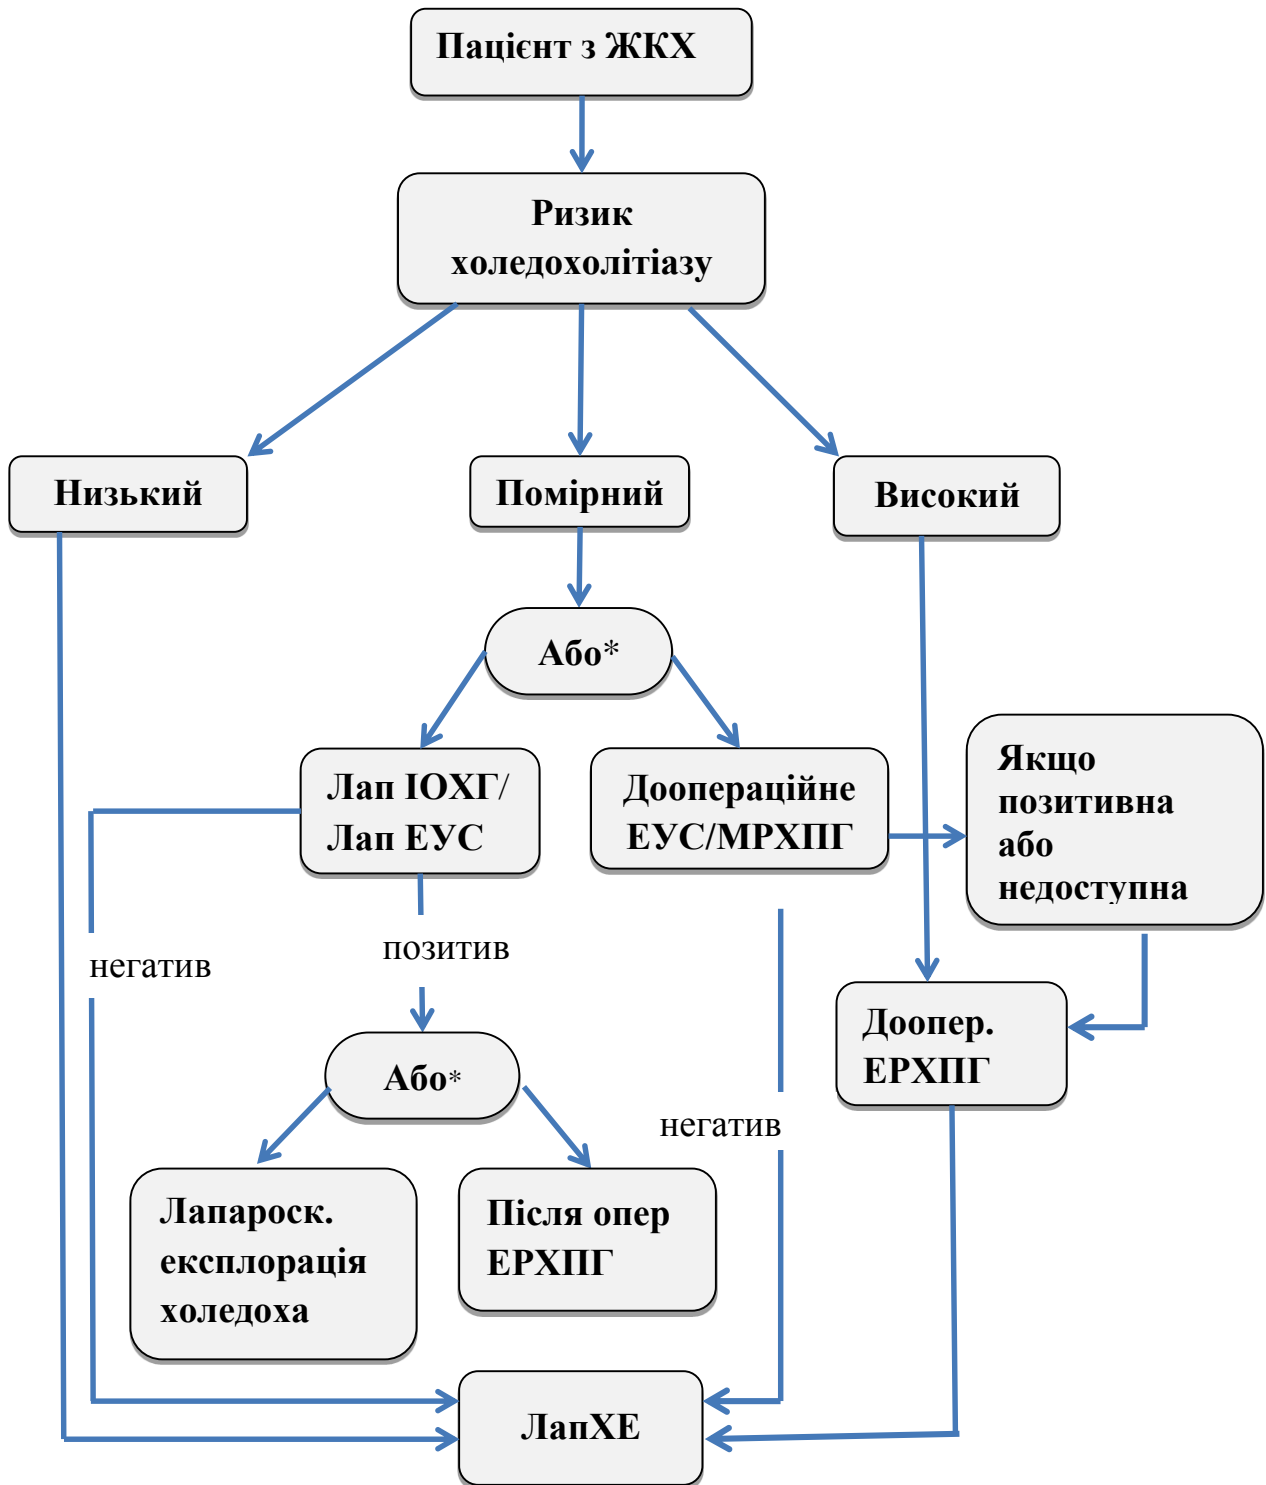 Пацієнт з ЖКХ
Ризик
холедохолітіазу
Низький
Помірний
Високий
Або*
Лап ІОХГ/
Лап ЕУС
Доопераційне
ЕУС/МРХПГ
Якщо
позитивна
або
недоступна
негатив
позитив
Доопер.
ЕРХПГ
Або*
негатив
Лапароск.
експлорація
холедоха
Після опер
ЕРХПГ
ЛапХЕ